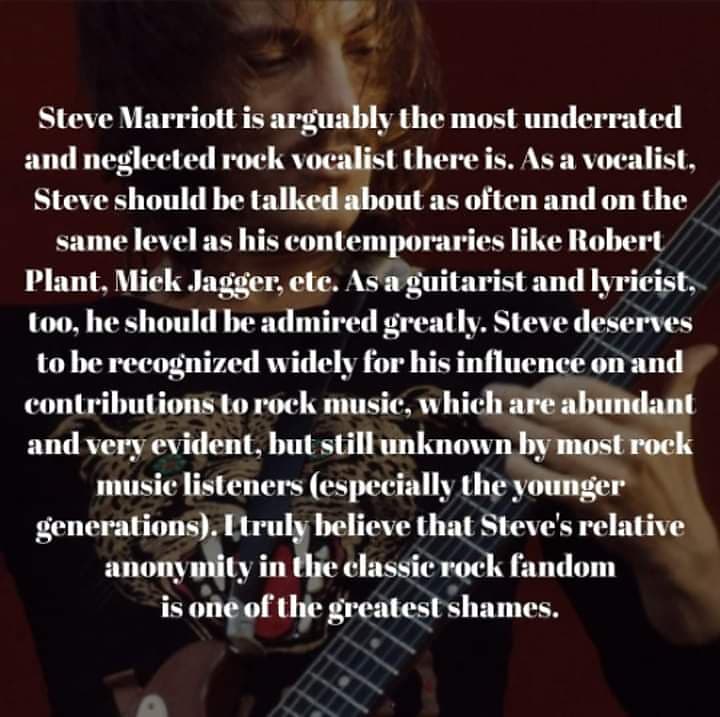 Steve Marriott is arguably the most underrated
and neglected rock vocalist there is. As a vocalist,
Steve should be talked about as often and on the
same level as his contemporaries like Robert
Plant, Mick Jagger, etc. As a guitarist and lyricist,
too, he should be admired greatly. Steve deserves
to be recognized widely for his influence on and
contributions to rock music, which are abundant
and very evident, but still unknown by most rock
music listeners (especially the younger
generations). I truly believe that Steve's relative
anonymity in the classic rock fandom
is one of the greatest shames.